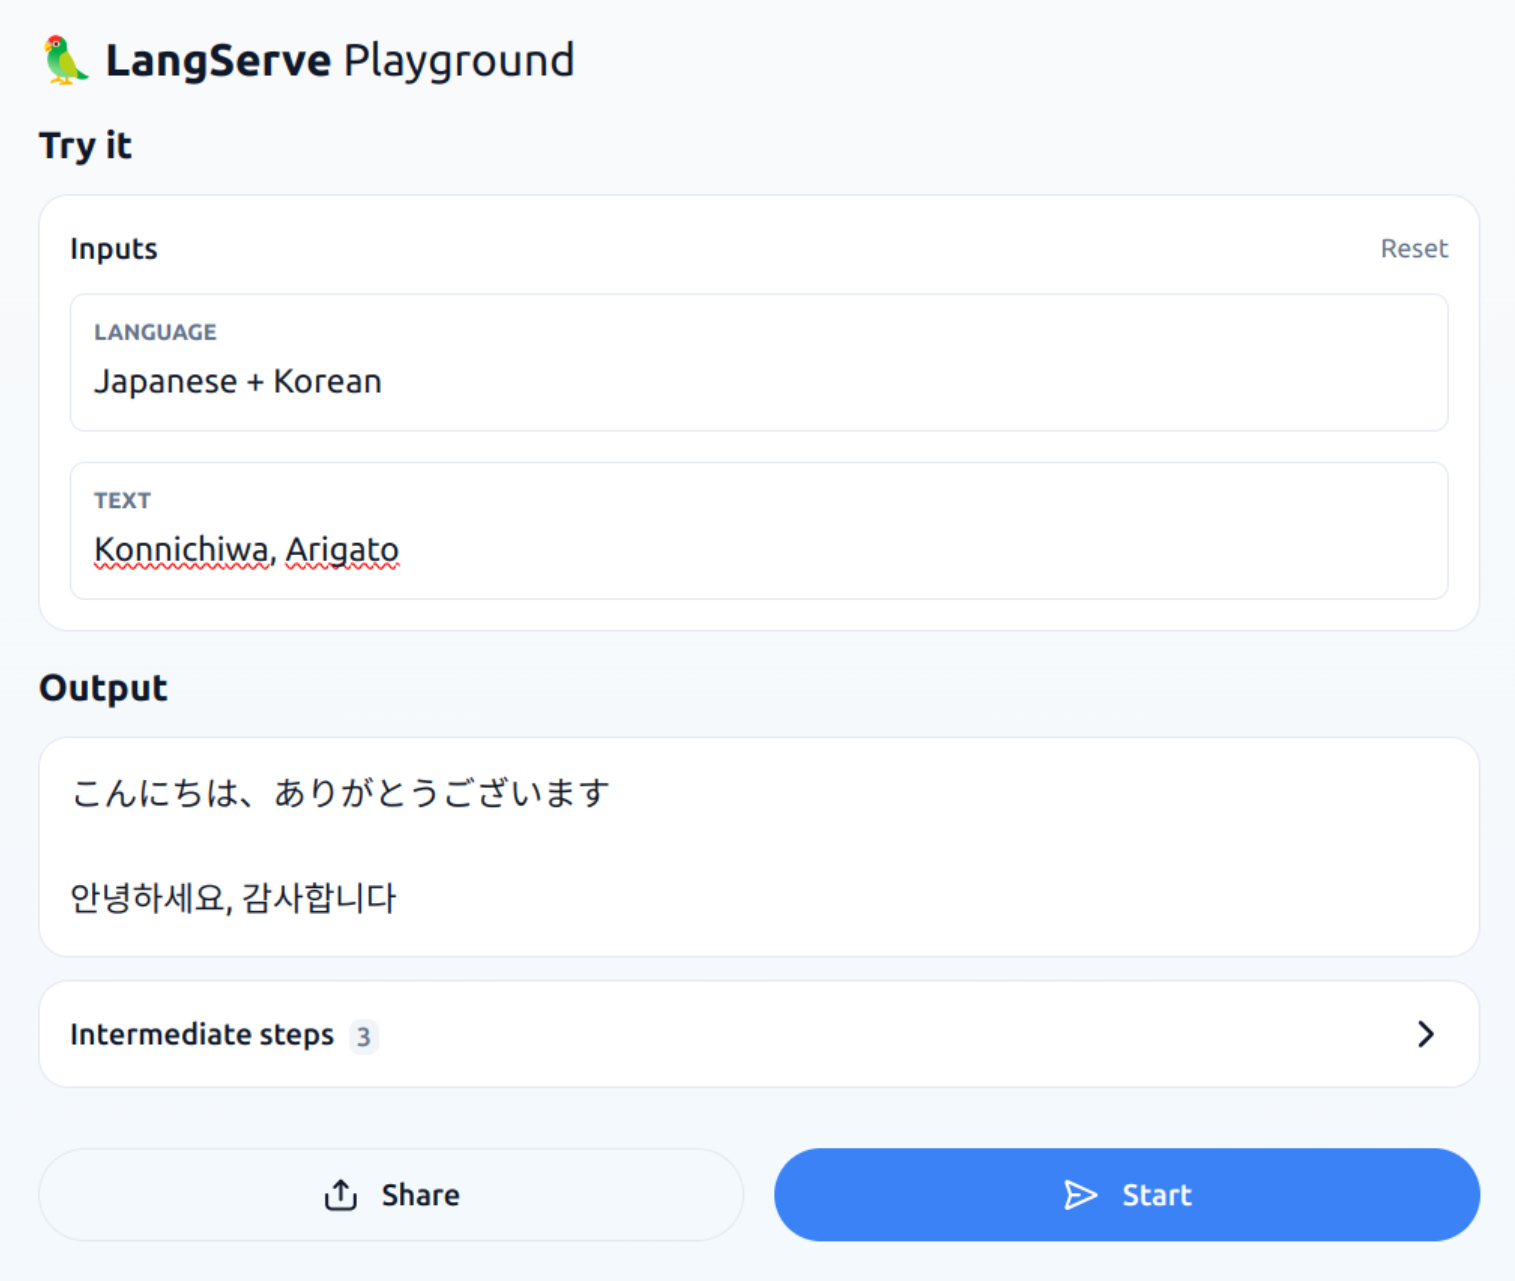 LangServe Playground
Try it
Inputs
Reset
LANGUAGE
Japanese + Korean
TEXT
Konnichiwa, Arigato
Output
こんにちは、ありがとうございます
안녕하세요, 감사합니다
Intermediate steps 3
Share
Start